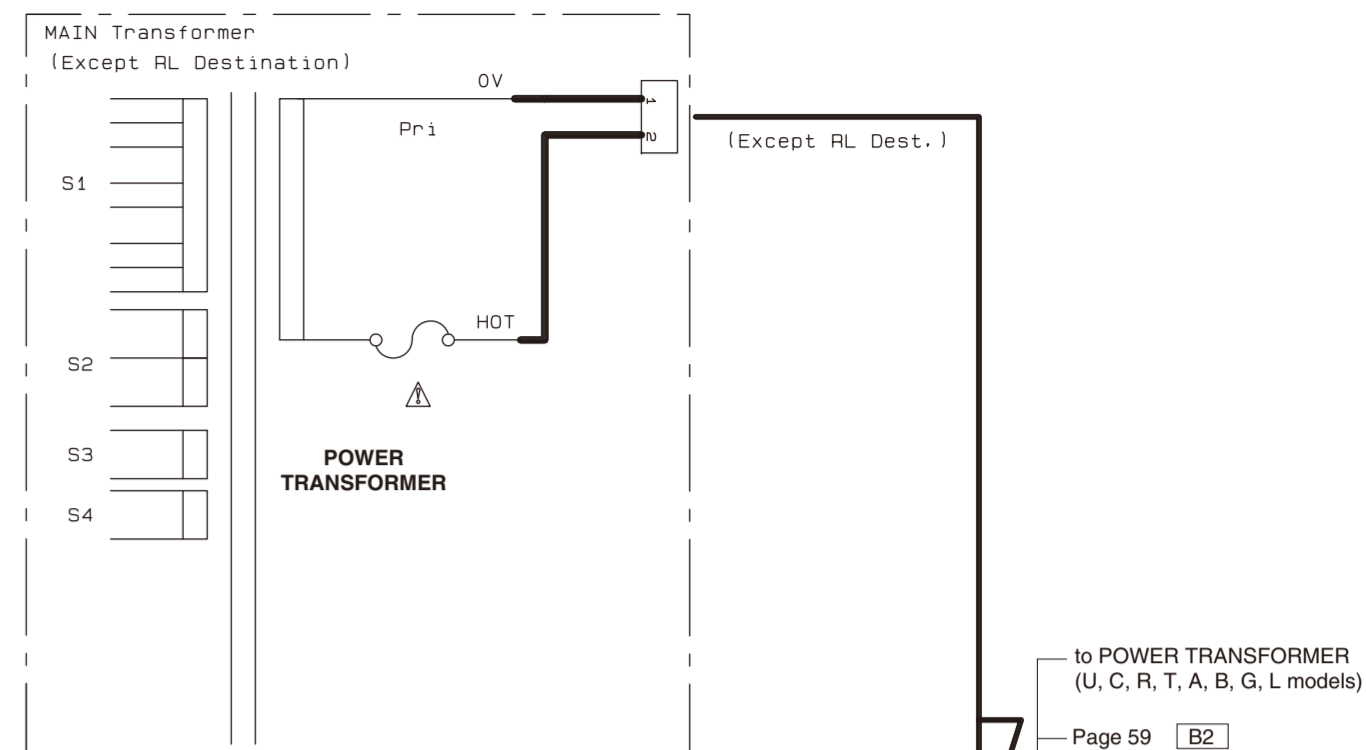 MAIN Transformer
(Except RL Destination)
0V
1
Pri
2
(Except RL Dest.)
S1
HOT
S2
S3
POWER
TRANSFORMER
S4
to POWER TRANSFORMER
(U, C, R, T, A, B, G, L models)
Page 59 B2